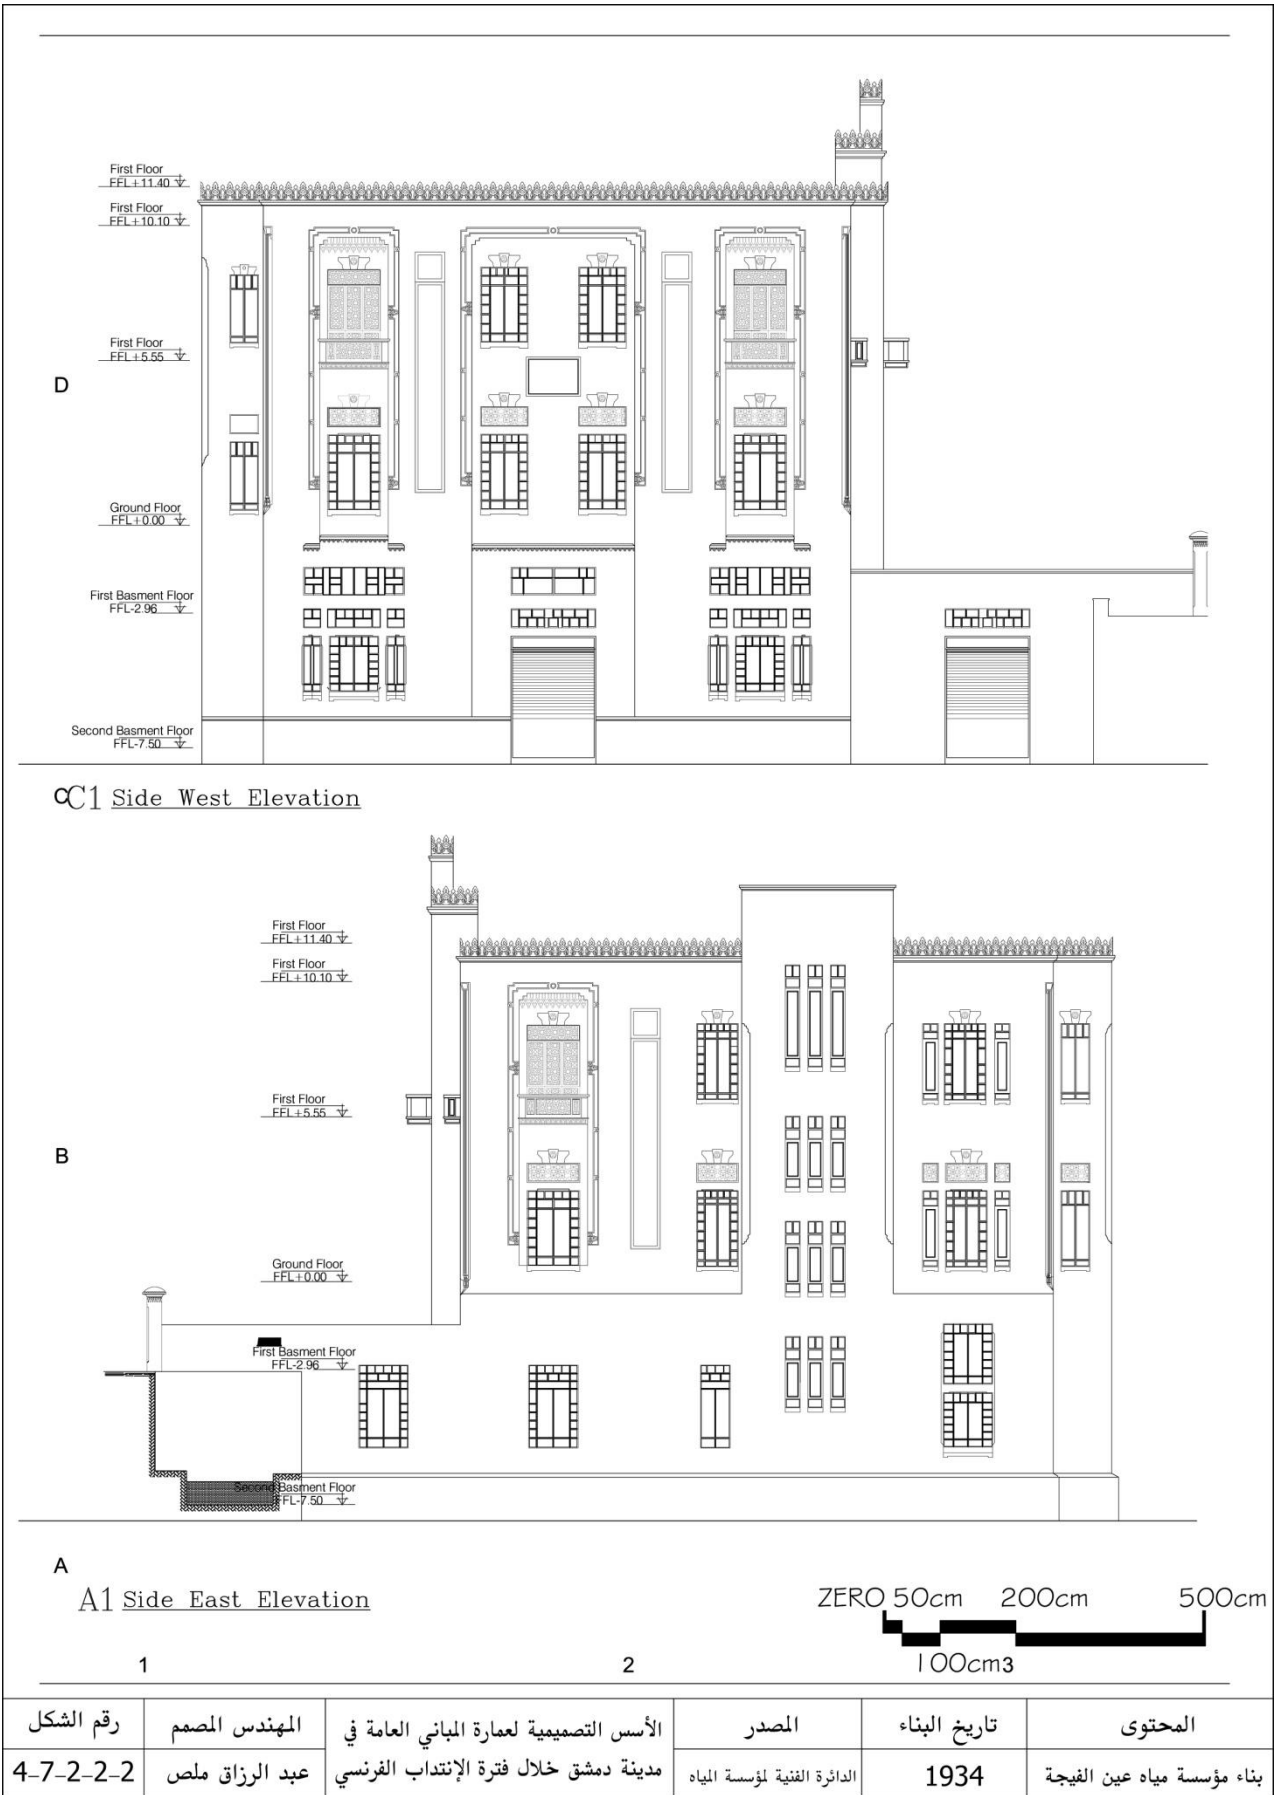 First Floor
FFL+11.40
First Floor
FFL+10.10
First Floor
FFL+5.55
D
Ground Floor
FFL+0.00
First Basment Floor
FFL-2.96
Second Basment Floor
FFL-7.50
C
C1 Side West Elevation
First Floor
FFL+11.40
First Floor
FFL+10.10
First Floor
FFL+5.55
B
Ground Floor
FFL+0.00
First Basment Floor
FFL-2.96
Second Basment Floor
FFL-7.50
A
A1 Side East Elevation
ZERO 50cm 200cm 500cm
100cm
1 2 3
المحتوى
بناء مؤسسة مياه عين الفيجة
تاريخ البناء
1934
المصدر
الدائرة الفنية لمؤسسة المياه
الأسس التصميمية لعمارة المباني العامة في
مدينة دمشق خلال فترة الإنتداب الفرنسي
المهندس المصمم
عبد الرزاق ملص
رقم الشكل
4-7-2-2-2